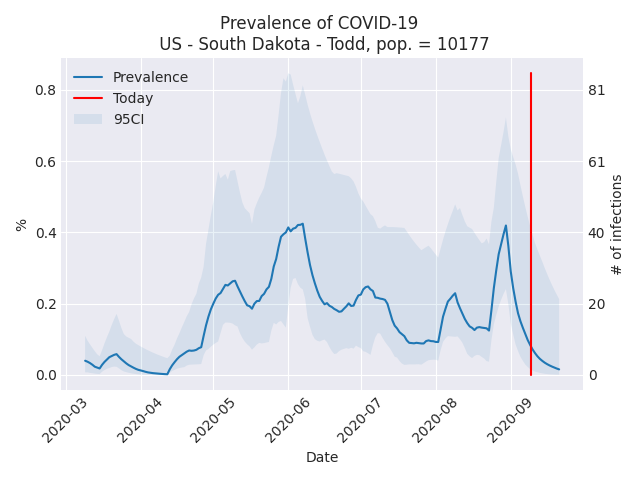 Prevalence of COVID-19
US - South Dakota - Todd, pop. = 10177
Prevalence
Today
95CI
%
0.8
0.6
0.4
0.2
0.0
81
61
40
20
0
# of infections
2020-03
2020-04
2020-05
2020-06
2020-07
2020-08
2020-09
Date